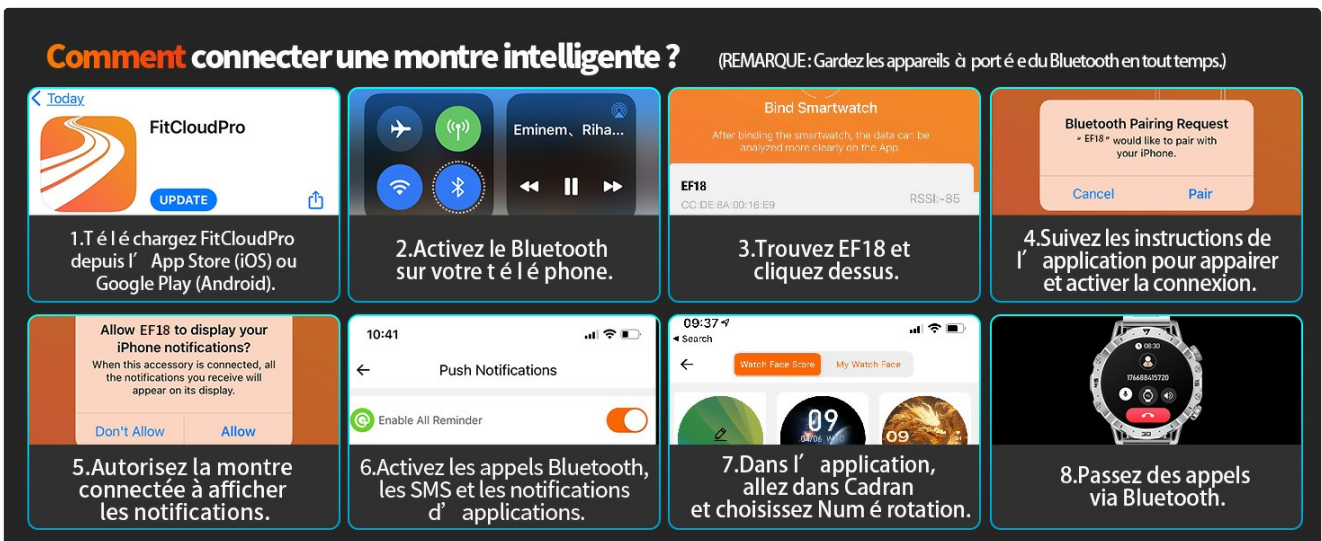 Comment connecter une montre intelligente ?
(REMARQUE: Gardez les appareils à port é e du Bluetooth en tout temps.)
Today
FitCloudPro
UPDATE
1.T é l é chargez FitCloudPro
depuis l’ App Store (iOS) ou
Google Play (Android).
Eminem、Riha...
2.Activez le Bluetooth
sur votre t é l é phone.
Bind Smartwatch
After binding the smartwatch, the data can be
analyzed more clearly on the App.
EF18
CC:DE:8A:00:16:E9
RSSI:-85
3.Trouvez EF18 et
cliquez dessus.
Bluetooth Pairing Request
“ EF18 ” would like to pair with
your iPhone.
Cancel
Pair
4.Suivez les instructions de
l’ application pour appairer
et activer la connexion.
Allow EF18 to display your
iPhone notifications?
When this accessory is connected, all
the notifications you receive will
appear on its display.
Don't Allow
Allow
5.Autorisez la montre
connectée à afficher
les notifications.
10:41
Push Notifications
Enable All Reminder
6.Activez les appels Bluetooth,
les SMS et les notifications
d’ applications.
09:37
Search
Watch Face Store
My Watch Face
09
04/06 WED
09
7.Dans l’ application,
allez dans Cadran
et choisissez Num é rotation.
08:30
176688415720
30
8.Passez des appels
via Bluetooth.